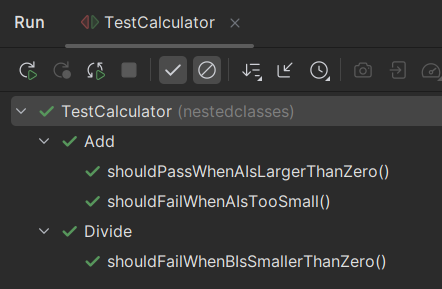 Run TestCalculator
TestCalculator (nestedclasses)
Add
shouldPassWhenAIsLargerThanZero()
shouldFailWhenAIsTooSmall()
Divide
shouldFailWhenBIsSmallerThanZero()